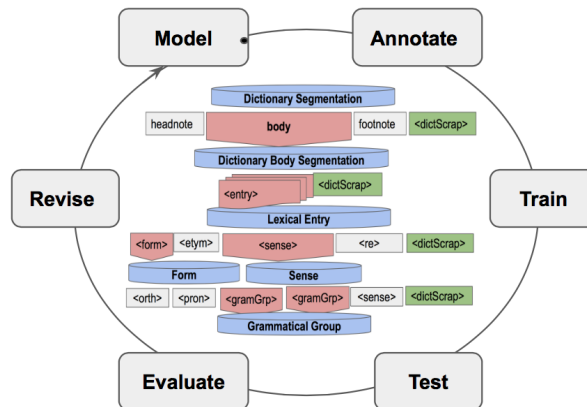 Model
Annotate
Dictionary Segmentation
headnote body footnote <dictScrap>
Dictionary Body Segmentation
<entry> <dictScrap>
Lexical Entry
Revise
Train
<form> <etym> <sense> <re> <dictScrap>
Form Sense
<orth> <pron> <gramGrp> <gramGrp> <sense> <dictScrap>
Grammatical Group
Evaluate
Test